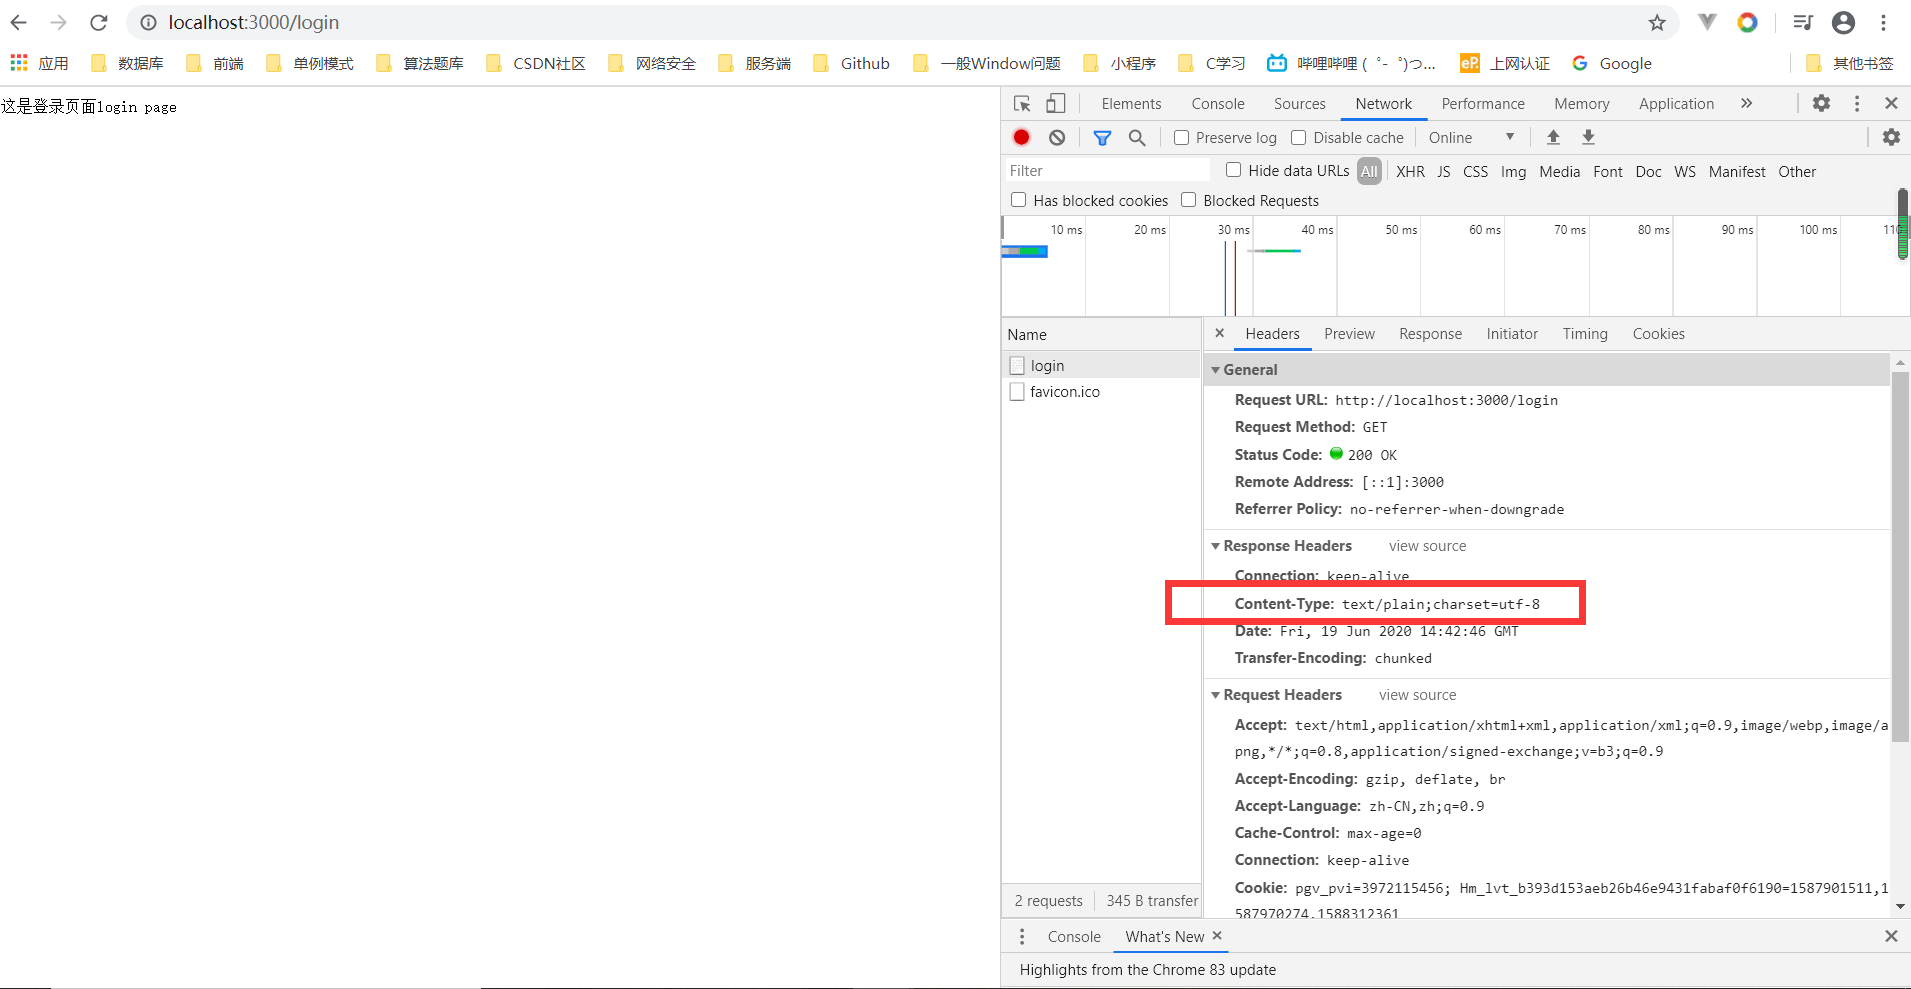 localhost:3000/login
应用 数据库 前端 单例模式 算法题库 CSDN社区 网络安全 服务端 Github 一般Window问题 小程序 C学习 哔哩哔哩 ( ゜- ゜)つ... eP. 上网认证 Google 其他书签
这是登录页面login page
Elements Console Sources Network Performance Memory Application »
Preserve log Disable cache Online
Filter Hide data URLs All XHR JS CSS Img Media Font Doc WS Manifest Other
Has blocked cookies Blocked Requests
10 ms 20 ms 30 ms 40 ms 50 ms 60 ms 70 ms 80 ms 90 ms 100 ms
Name
login
favicon.ico
2 requests 345 B transfer
Headers Preview Response Initiator Timing Cookies
General
Request URL: http://localhost:3000/login
Request Method: GET
Status Code: 200 OK
Remote Address: [::1]:3000
Referrer Policy: no-referrer-when-downgrade
Response Headers view source
Connection: keep-alive
Content-Type: text/plain;charset=utf-8
Date: Fri, 19 Jun 2020 14:42:46 GMT
Transfer-Encoding: chunked
Request Headers view source
Accept: text/html,application/xhtml+xml,application/xml;q=0.9,image/webp,image/a
png,*/*;q=0.8,application/signed-exchange;v=b3;q=0.9
Accept-Encoding: gzip, deflate, br
Accept-Language: zh-CN,zh;q=0.9
Cache-Control: max-age=0
Connection: keep-alive
Cookie: pgv_pvi=3972115456; Hm_lvt_b393d153aeb26b46e9431fabaf0f6190=1587901511,1
587970274,1588312361
Console What's New
Highlights from the Chrome 83 update